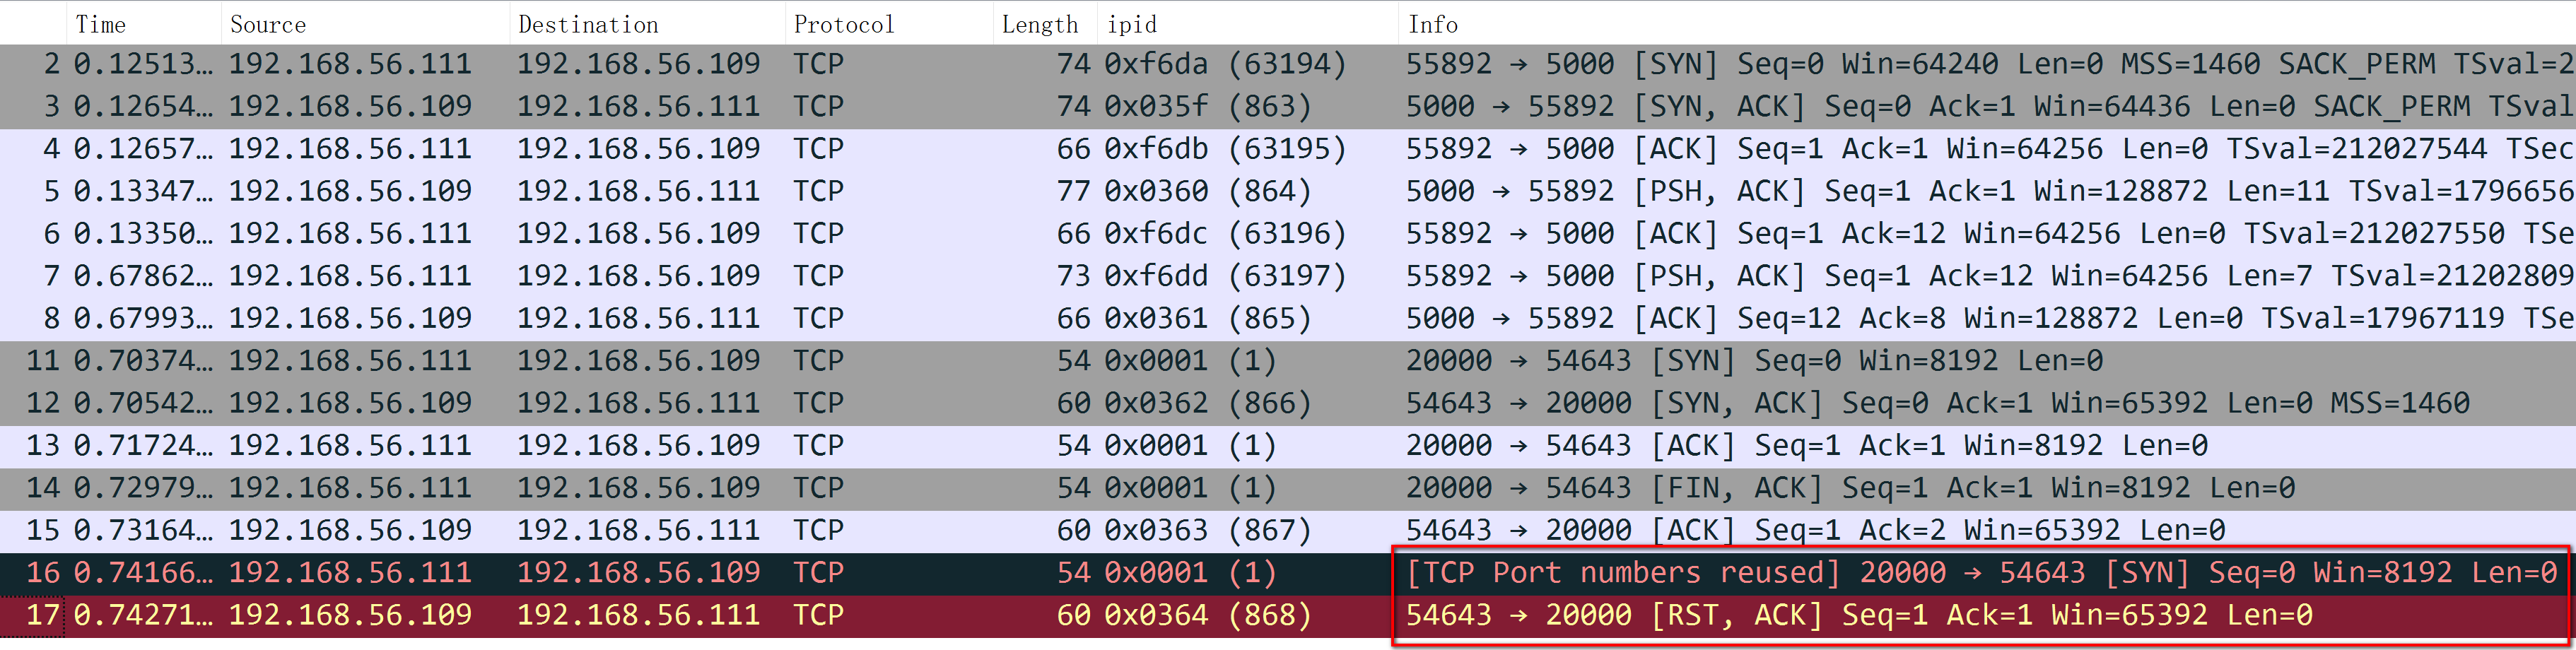 Time Source Destination Protocol Length ipid Info
2 0.12513… 192.168.56.111 192.168.56.109 TCP 74 0xf6da (63194) 55892 → 5000 [SYN] Seq=0 Win=64240 Len=0 MSS=1460 SACK_PERM TSval=2
3 0.12654… 192.168.56.109 192.168.56.111 TCP 74 0x035f (863) 5000 → 55892 [SYN, ACK] Seq=0 Ack=1 Win=64436 Len=0 SACK_PERM TSval
4 0.12657… 192.168.56.111 192.168.56.109 TCP 66 0xf6db (63195) 55892 → 5000 [ACK] Seq=1 Ack=1 Win=64256 Len=0 TSval=212027544 TSec
5 0.13347… 192.168.56.109 192.168.56.111 TCP 77 0x0360 (864) 5000 → 55892 [PSH, ACK] Seq=1 Ack=1 Win=128872 Len=11 TSval=1796656
6 0.13350… 192.168.56.111 192.168.56.109 TCP 66 0xf6dc (63196) 55892 → 5000 [ACK] Seq=1 Ack=12 Win=64256 Len=0 TSval=212027550 TSe
7 0.67862… 192.168.56.111 192.168.56.109 TCP 73 0xf6dd (63197) 55892 → 5000 [PSH, ACK] Seq=1 Ack=12 Win=64256 Len=7 TSval=21202809
8 0.67993… 192.168.56.109 192.168.56.111 TCP 66 0x0361 (865) 5000 → 55892 [ACK] Seq=12 Ack=8 Win=128872 Len=0 TSval=17967119 TSe
11 0.70374… 192.168.56.111 192.168.56.109 TCP 54 0x0001 (1) 20000 → 54643 [SYN] Seq=0 Win=8192 Len=0
12 0.70542… 192.168.56.109 192.168.56.111 TCP 60 0x0362 (866) 54643 → 20000 [SYN, ACK] Seq=0 Ack=1 Win=65392 Len=0 MSS=1460
13 0.71724… 192.168.56.111 192.168.56.109 TCP 54 0x0001 (1) 20000 → 54643 [ACK] Seq=1 Ack=1 Win=8192 Len=0
14 0.72979… 192.168.56.111 192.168.56.109 TCP 54 0x0001 (1) 20000 → 54643 [FIN, ACK] Seq=1 Ack=1 Win=8192 Len=0
15 0.73164… 192.168.56.109 192.168.56.111 TCP 60 0x0363 (867) 54643 → 20000 [ACK] Seq=1 Ack=2 Win=65392 Len=0
16 0.74166… 192.168.56.111 192.168.56.109 TCP 54 0x0001 (1) [TCP Port numbers reused] 20000 → 54643 [SYN] Seq=0 Win=8192 Len=0
17 0.74271… 192.168.56.109 192.168.56.111 TCP 60 0x0364 (868) 54643 → 20000 [RST, ACK] Seq=1 Ack=1 Win=65392 Len=0